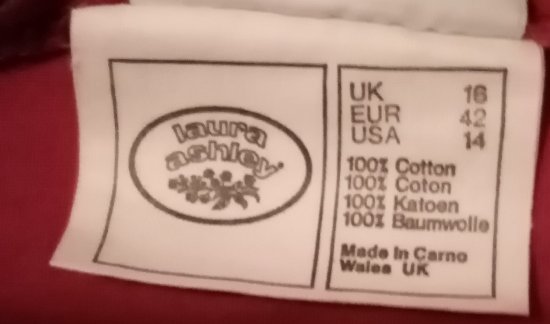 laura
ashley
UK 16
EUR 42
USA 14
100% Cotton
100% Coton
100% Katoen
100% Baumwolle
Made In Carno
Wales UK